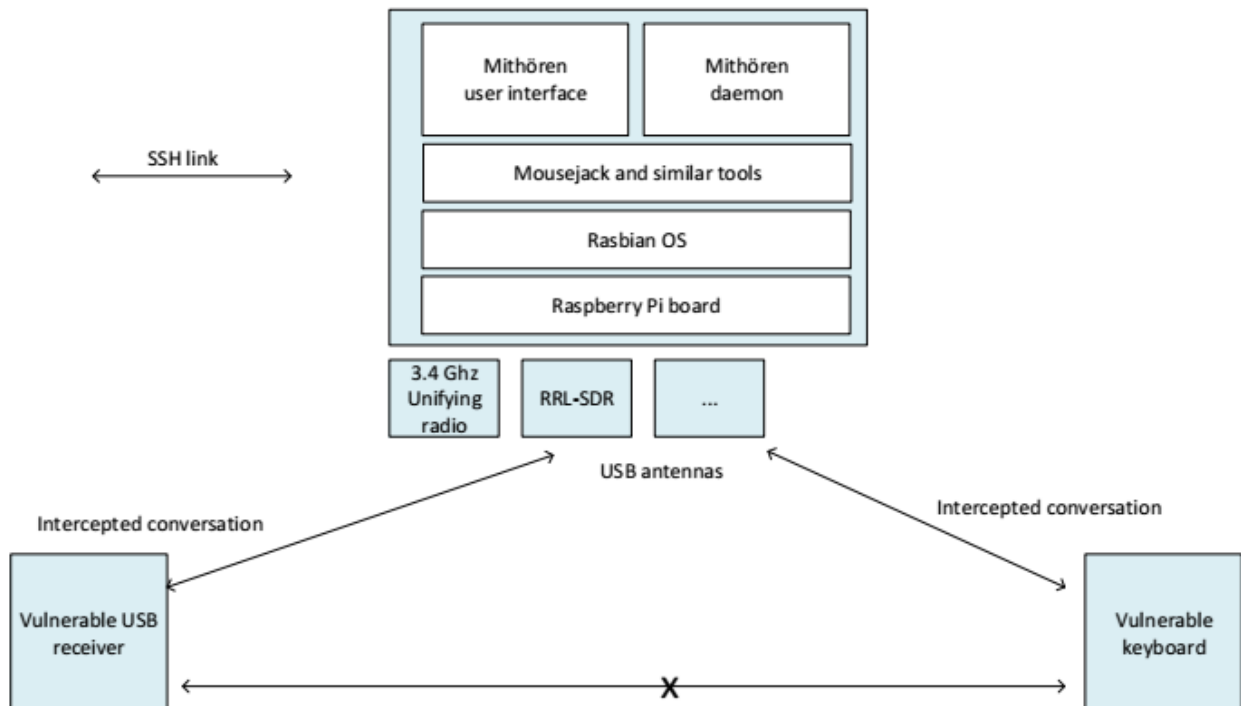 Mithören
user interface
Mithören
daemon
SSH link
Mousejack and similar tools
Rasbian OS
Raspberry Pi board
3.4 Ghz
Unifying
radio
RRL-SDR
...
USB antennas
Intercepted conversation
Intercepted conversation
Vulnerable USB
receiver
Vulnerable
keyboard
X